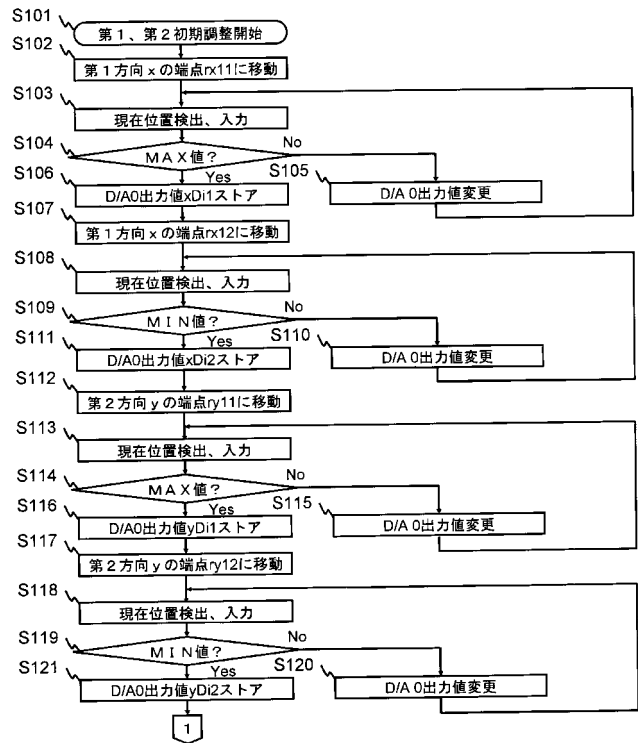 S101
第1、第2初期調整開始
S102
第1方向xの端点rx11に移動
S103
現在位置検出、入力
S104
MAX値?
No
Yes
S105
D/A 0出力値変更
S106
D/A0出力値xDi1ストア
S107
第1方向xの端点rx12に移動
S108
現在位置検出、入力
S109
MIN値?
No
Yes
S110
D/A 0出力値変更
S111
D/A0出力値xDi2ストア
S112
第2方向yの端点ry11に移動
S113
現在位置検出、入力
S114
MAX値?
No
Yes
S115
D/A 0出力値変更
S116
D/A0出力値yDi1ストア
S117
第2方向yの端点ry12に移動
S118
現在位置検出、入力
S119
MIN値?
No
Yes
S120
D/A 0出力値変更
S121
D/A0出力値yDi2ストア
1